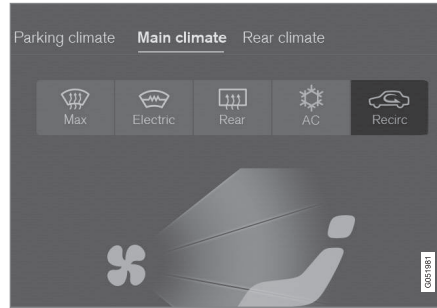 Parking climate Main climate Rear climate
Max Electric Rear AC Recirc
G051981